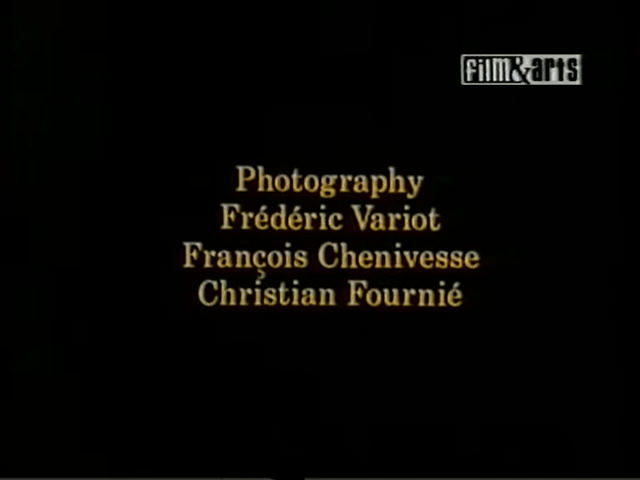 film&arts
Photography
Frédéric Variot
François Chenivesse
Christian Fournié